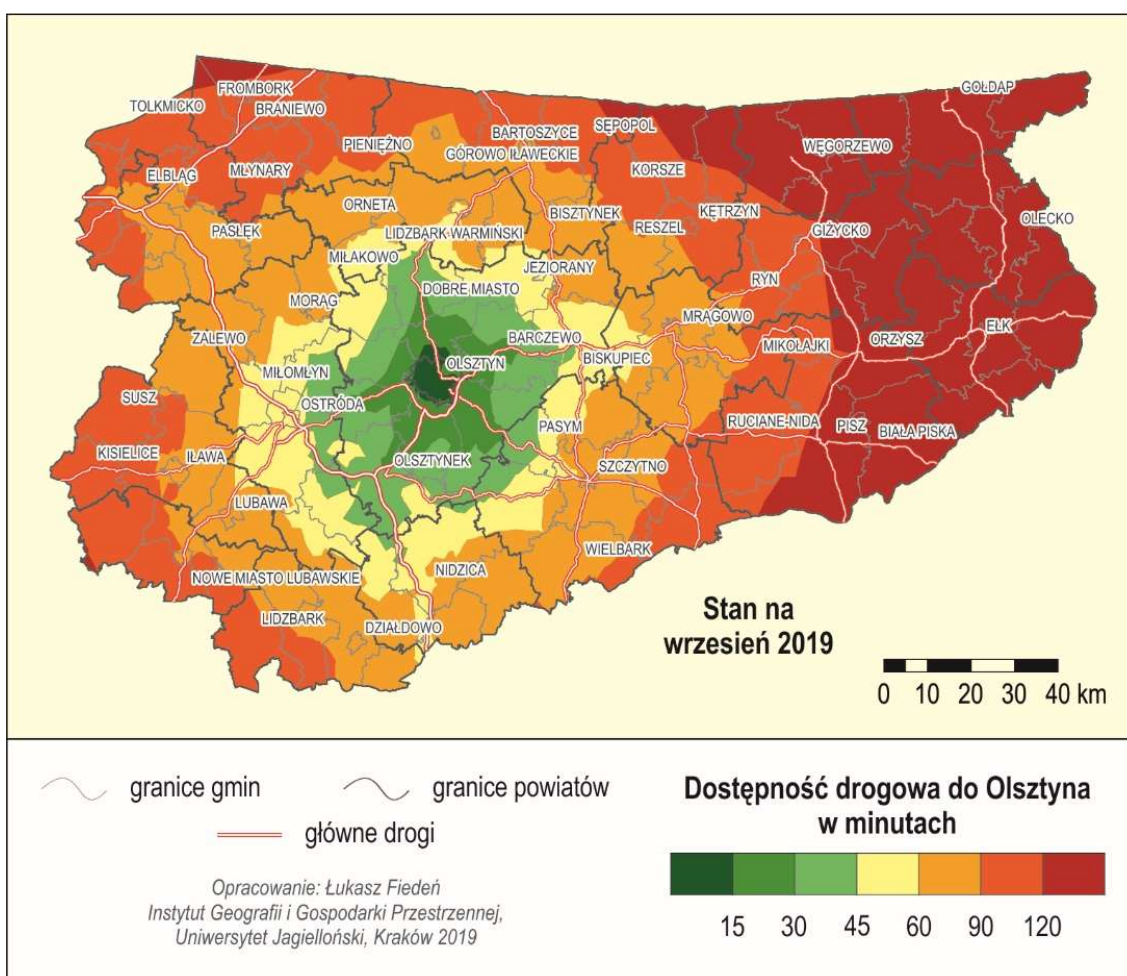 GOŁDAP
FROMBORK
TOLKMICKO
BRANIEWO
SĘPOPOL
BARTOSZYCE
PIENIĘŻNO
WĘGORZEWO
GÓROWO IŁAWECKIE
MŁYNARY
KORSZE
ELBLĄG
ORNETA
BISZTYNEK
KĘTRZYN
OLECKO
PASŁĘK
RESZEL
GIŻYCKO
LIDZBARK WARMIŃSKI
MIŁAKOWO
JEZIORANY
RYN
DOBRE MIASTO
MORĄG
MRĄGOWO
EŁK
ZALEWO
BARCZEWO
ORZYSZ
MIKOŁAJKI
BISKUPIEC
OLSZTYN
MIŁOMŁYN
SUSZ
OSTRÓDA
RUCIANE-NIDA
PISZ
PASYM
BIAŁA PISKA
KISIELICE
IŁAWA
OLSZTYNEK
SZCZYTNO
LUBAWA
WIELBARK
NIDZICA
NOWE MIASTO LUBAWSKIE
LIDZBARK
DZIAŁDOWO
Stan na
wrzesień 2019
0 10 20 30 40 km
granice gmin
granice powiatów
główne drogi
Opracowanie: Łukasz Fiedeń
Instytut Geografii i Gospodarki Przestrzennej,
Uniwersytet Jagielloński, Kraków 2019
Dostępność drogowa do Olsztyna
w minutach
15 30 45 60 90 120